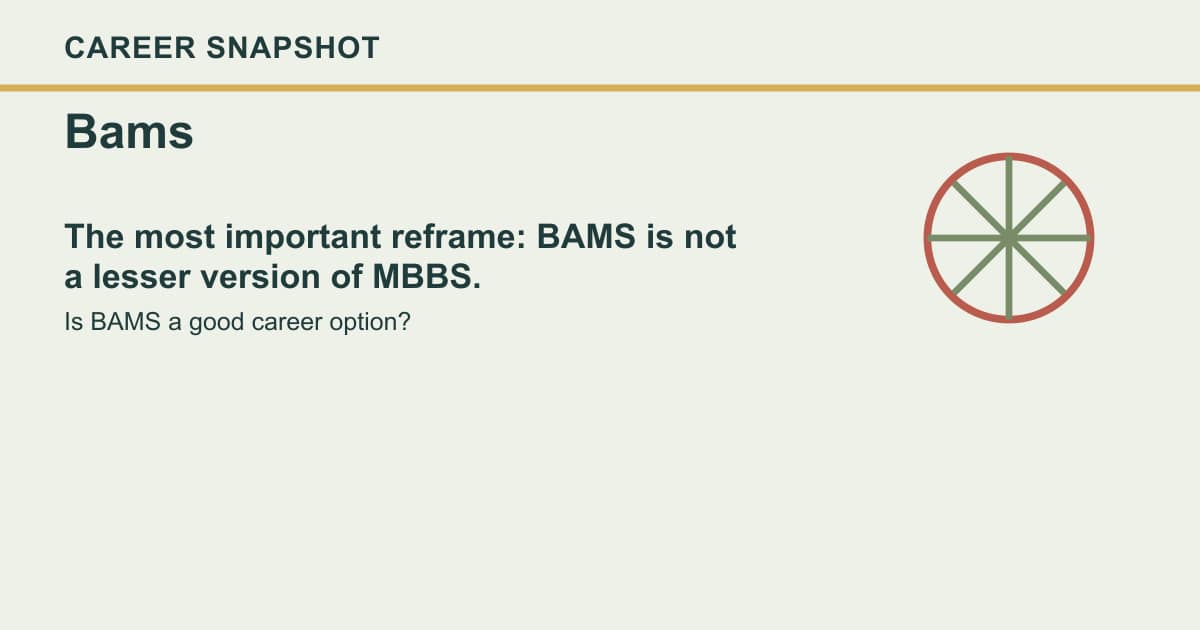 CAREER SNAPSHOT
Bams
The most important reframe: BAMS is not
a lesser version of MBBS.
Is BAMS a good career option?